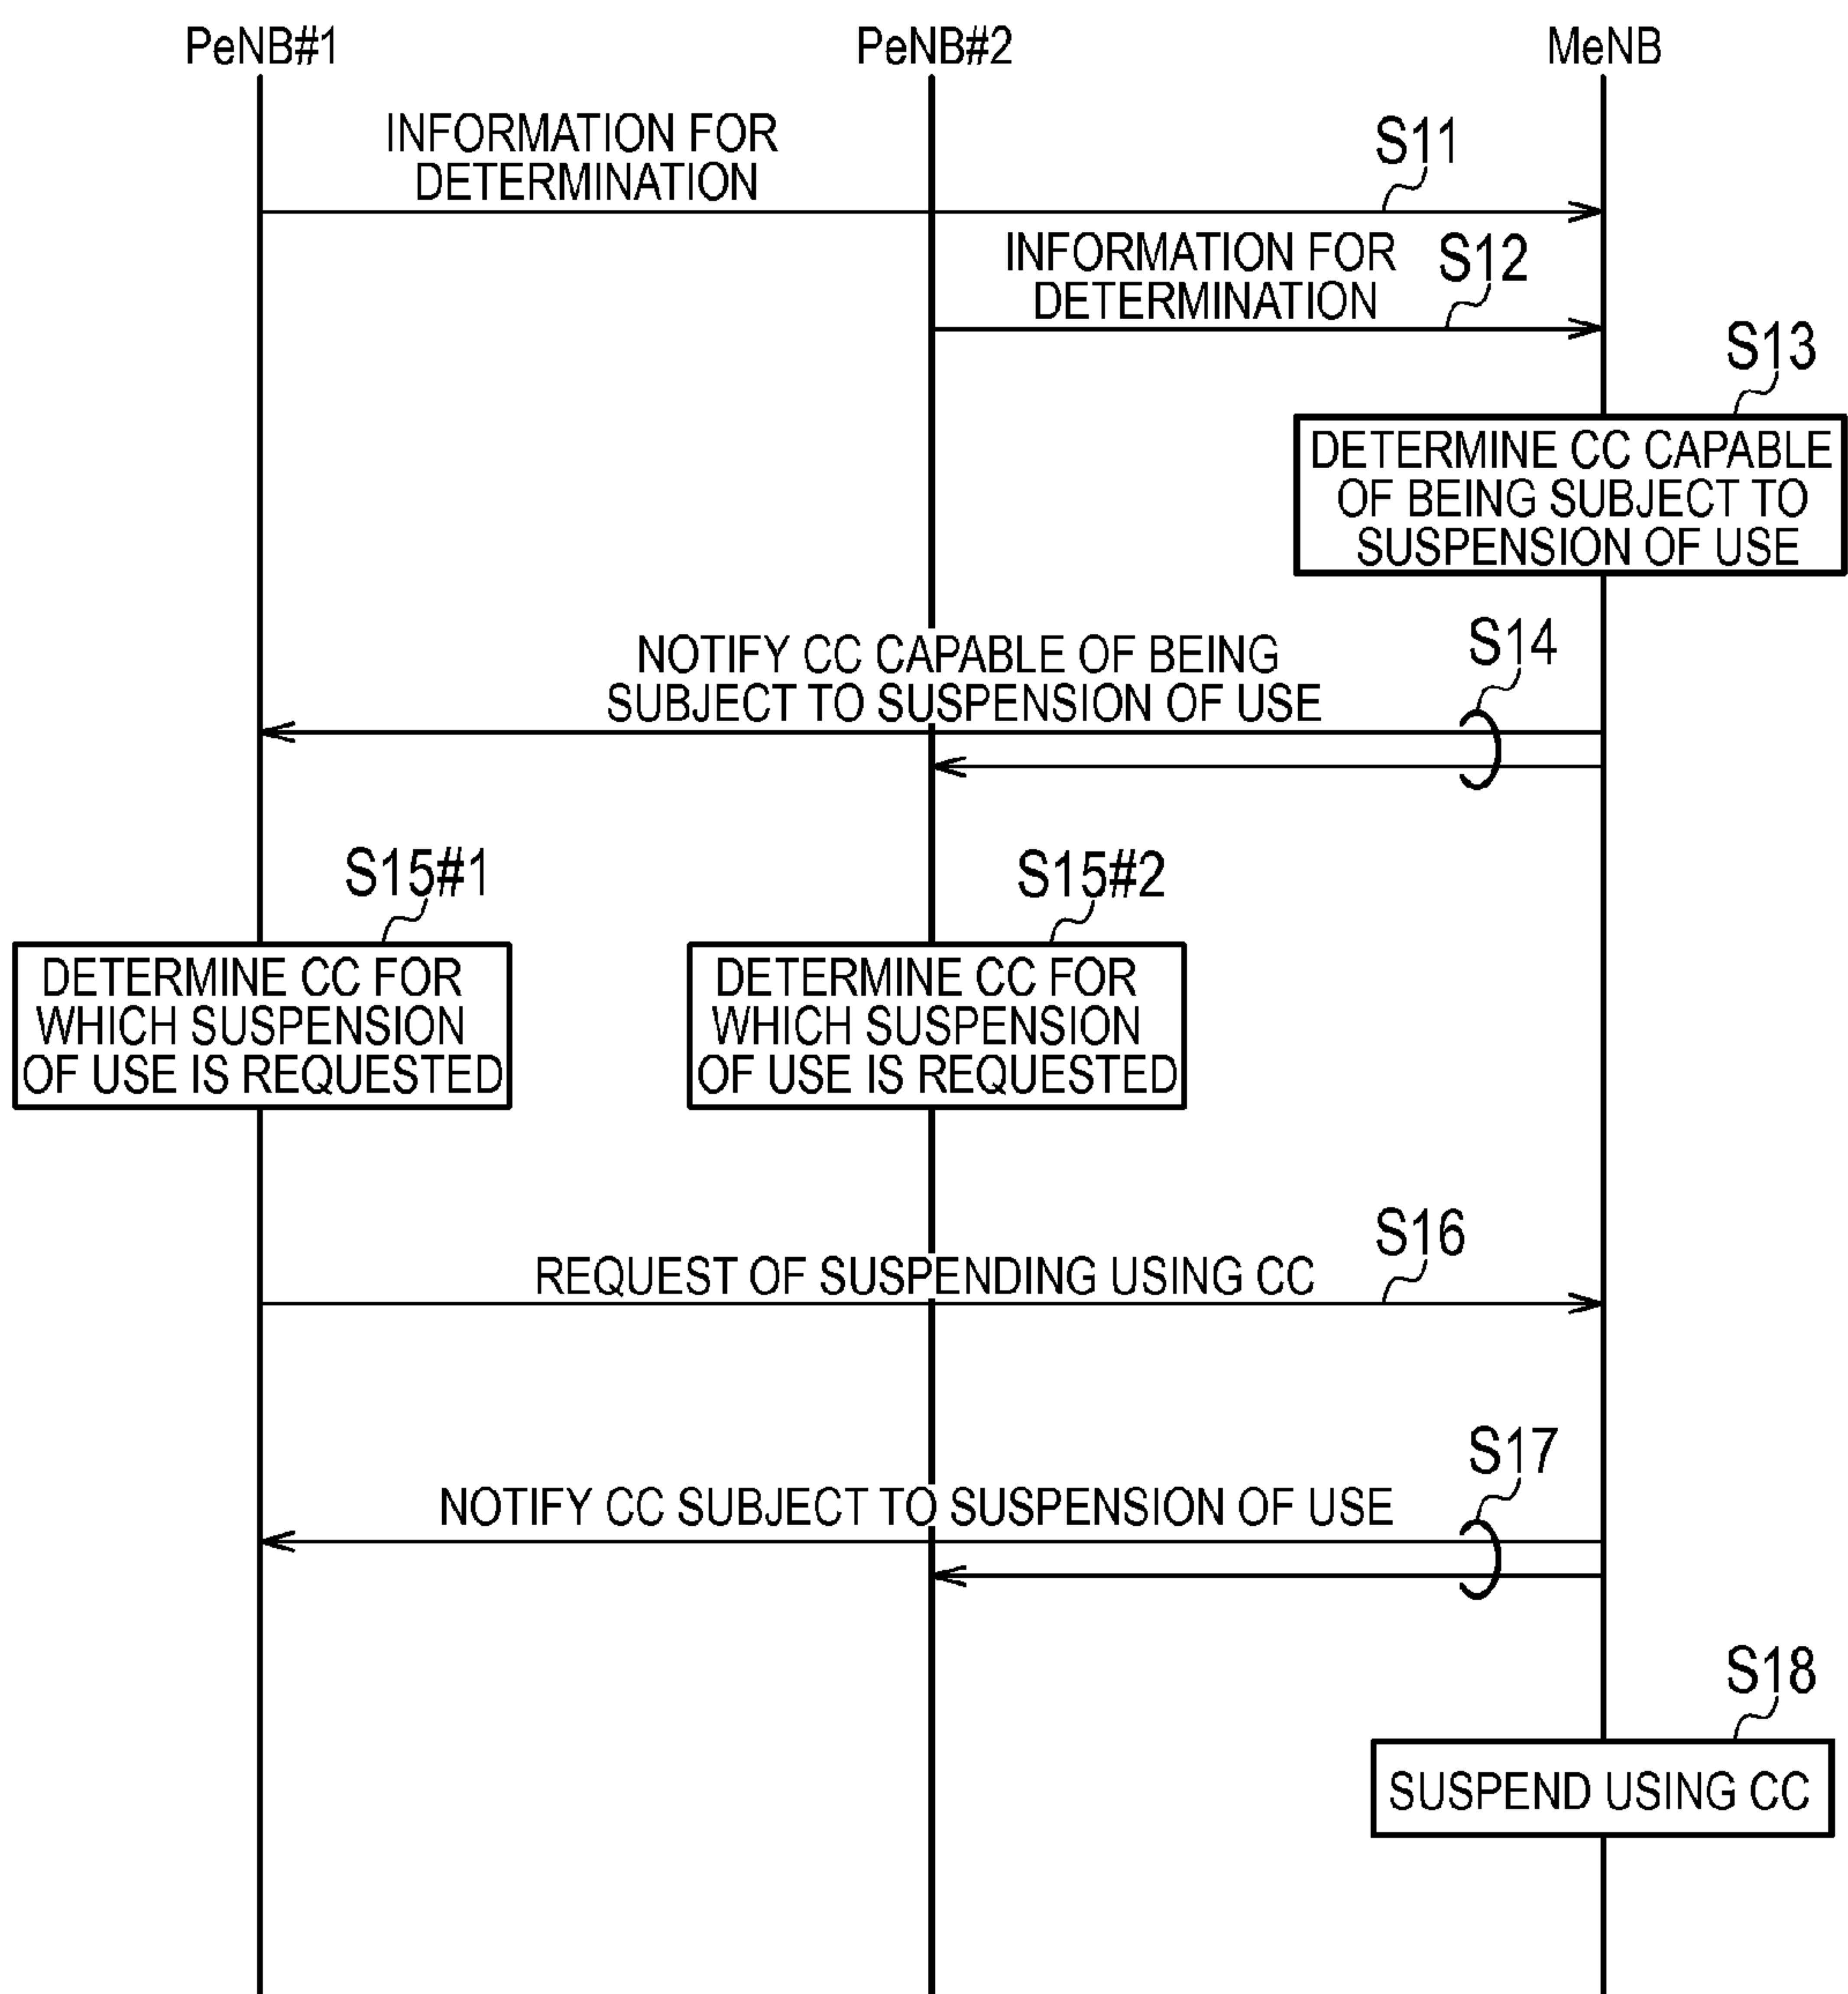 PeNB#1
PeNB#2
MeNB
INFORMATION FOR
DETERMINATION
S11
INFORMATION FOR
DETERMINATION
S12
S13
DETERMINE CC CAPABLE
OF BEING SUBJECT TO
SUSPENSION OF USE
S14
NOTIFY CC CAPABLE OF BEING
SUBJECT TO SUSPENSION OF USE
S15#1
S15#2
DETERMINE CC FOR
WHICH SUSPENSION
OF USE IS REQUESTED
DETERMINE CC FOR
WHICH SUSPENSION
OF USE IS REQUESTED
S16
REQUEST OF SUSPENDING USING CC
S17
NOTIFY CC SUBJECT TO SUSPENSION OF USE
S18
SUSPEND USING CC